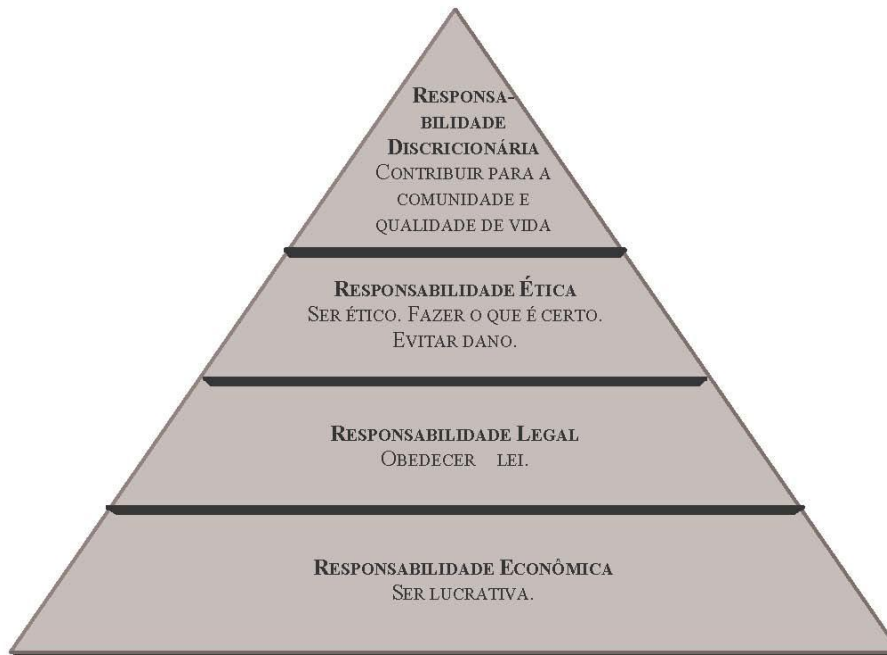 RESPONSA-
BILIDADE
DISCRICIONÁRIA
CONTRIBUIR PARA A
COMUNIDADE E
QUALIDADE DE VIDA
RESPONSABILIDADE ÉTICA
SER ÉTICO. FAZER O QUE É CERTO.
EVITAR DANO.
RESPONSABILIDADE LEGAL
OBEDECER LEI.
RESPONSABILIDADE ECONÔMICA
SER LUCRATIVA.